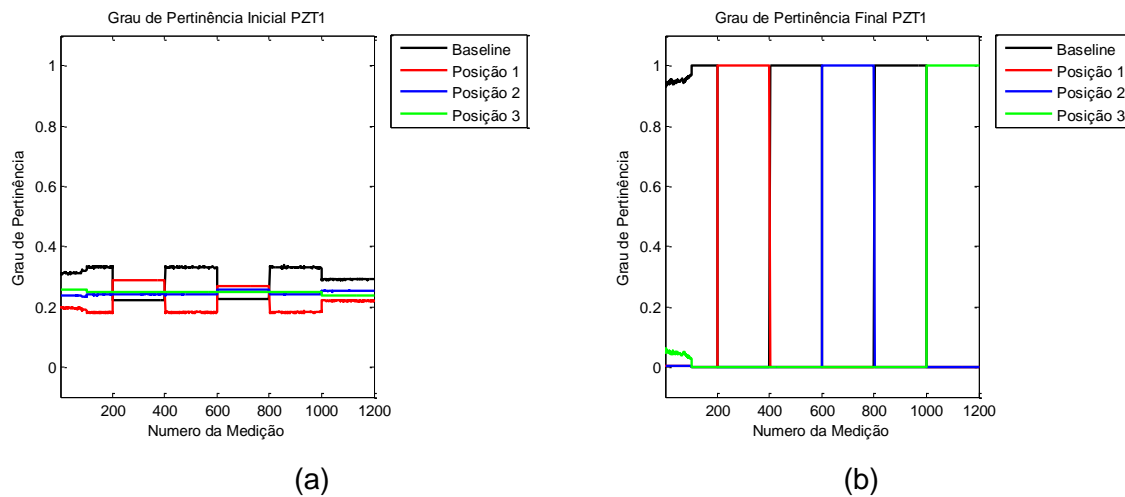 Grau de Pertinência Inicial PZT1
Grau de Pertinência
1
0.8
0.6
0.4
0.2
0
200 400 600 800 1000 1200
Numero da Medição
Baseline
Posição 1
Posição 2
Posição 3
(a)
Grau de Pertinência Final PZT1
Grau de Pertinência
1
0.8
0.6
0.4
0.2
0
200 400 600 800 1000 1200
Numero da Medição
Baseline
Posição 1
Posição 2
Posição 3
(b)